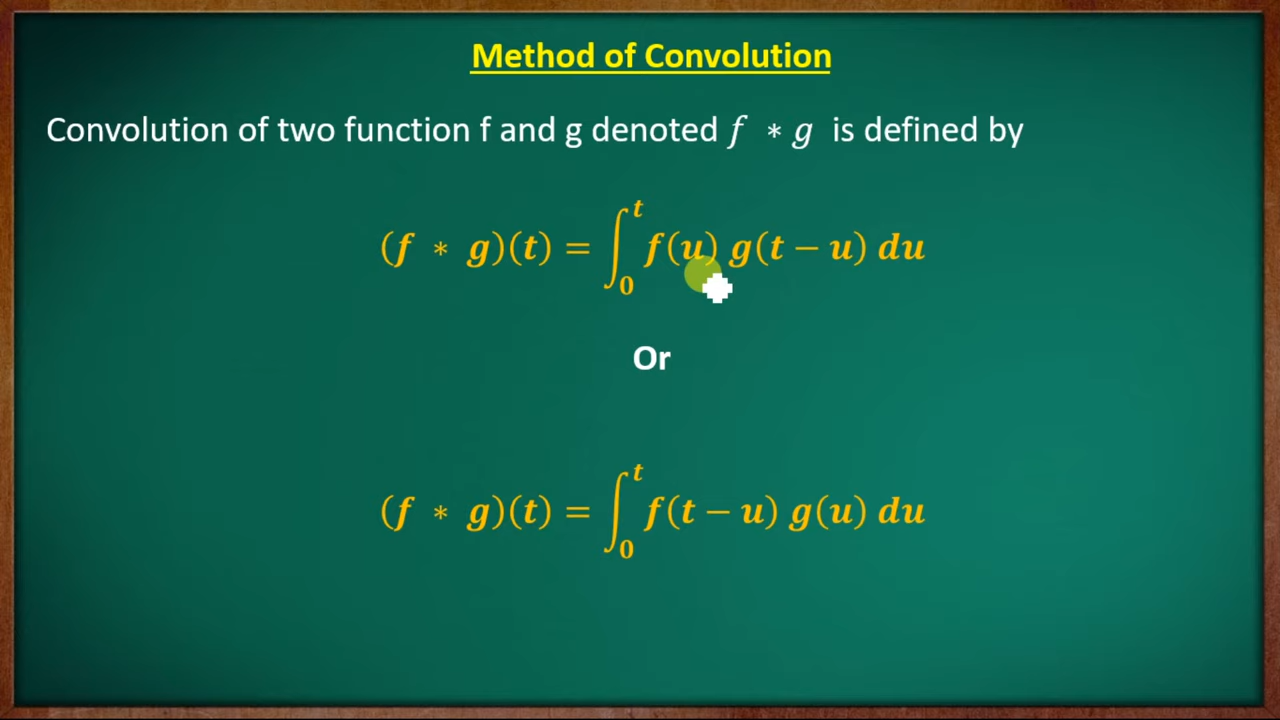 Method of Convolution
Convolution of two function f and g denoted f * g is defined by
(f * g)(t) = ∫₀ᵗ f(u) g(t − u) du
Or
(f * g)(t) = ∫₀ᵗ f(t − u) g(u) du